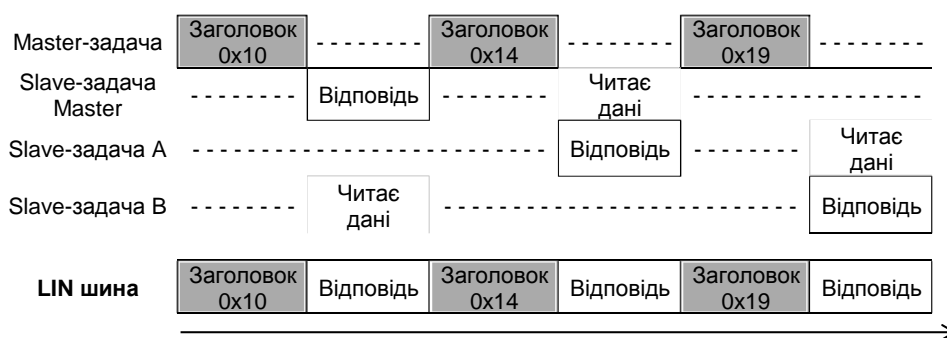 Master-задача
Заголовок
0x10
Заголовок
0x14
Заголовок
0x19
Slave-задача
Master
Відповідь
Читає
дані
Slave-задача A
Відповідь
Читає
дані
Slave-задача B
Читає
дані
Відповідь
LIN шина
Заголовок
0x10
Відповідь
Заголовок
0x14
Відповідь
Заголовок
0x19
Відповідь